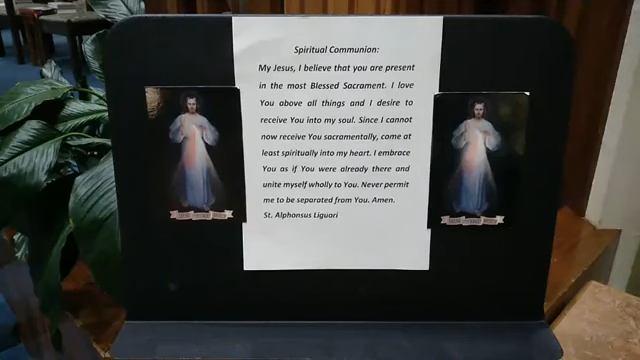 Spiritual Communion:
My Jesus, I believe that you are present
in the most Blessed Sacrament. I love
You above all things and I desire to
receive You into my soul. Since I cannot
now receive You sacramentally, come at
least spiritually into my heart. I embrace
You as if You were already there and
unite myself wholly to You. Never permit
me to be separated from You. Amen.
St. Alphonsus Liguori